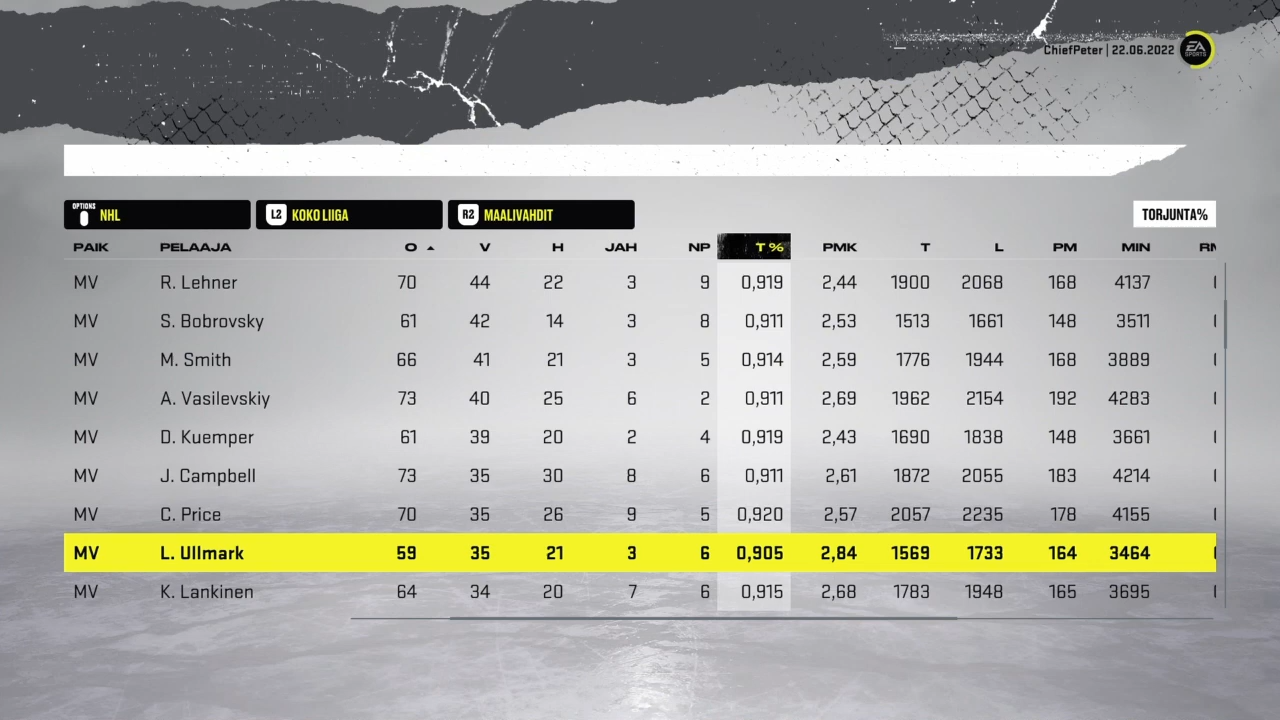 ChiefPeter | 22.06.2022
EA SPORTS
OPTIONS NHL L2 KOKO LIIGA R2 MAALIVAHDIT TORJUNTA%
PAIK PELAAJA O V H JAH NP T % PMK T L PM MIN
MV R. Lehner 70 44 22 3 9 0,919 2,44 1900 2068 168 4137
MV S. Bobrovsky 61 42 14 3 8 0,911 2,53 1513 1661 148 3511
MV M. Smith 66 41 21 3 5 0,914 2,59 1776 1944 168 3889
MV A. Vasilevskiy 73 40 25 6 2 0,911 2,69 1962 2154 192 4283
MV D. Kuemper 61 39 20 2 4 0,919 2,43 1690 1838 148 3661
MV J. Campbell 73 35 30 8 6 0,911 2,61 1872 2055 183 4214
MV C. Price 70 35 26 9 5 0,920 2,57 2057 2235 178 4155
MV L. Ullmark 59 35 21 3 6 0,905 2,84 1569 1733 164 3464
MV K. Lankinen 64 34 20 7 6 0,915 2,68 1783 1948 165 3695